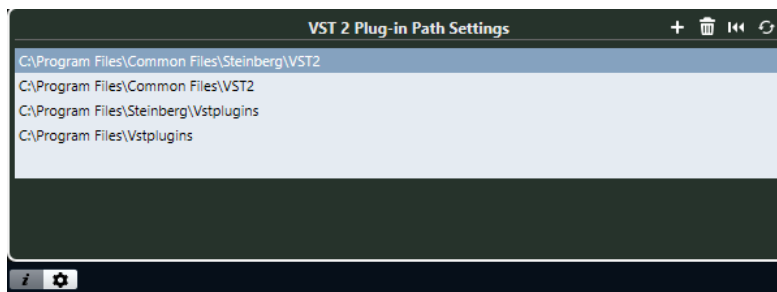 VST 2 Plug-in Path Settings
C:\Program Files\Common Files\Steinberg\VST2
C:\Program Files\Common Files\VST2
C:\Program Files\Steinberg\Vstplugins
C:\Program Files\Vstplugins
i